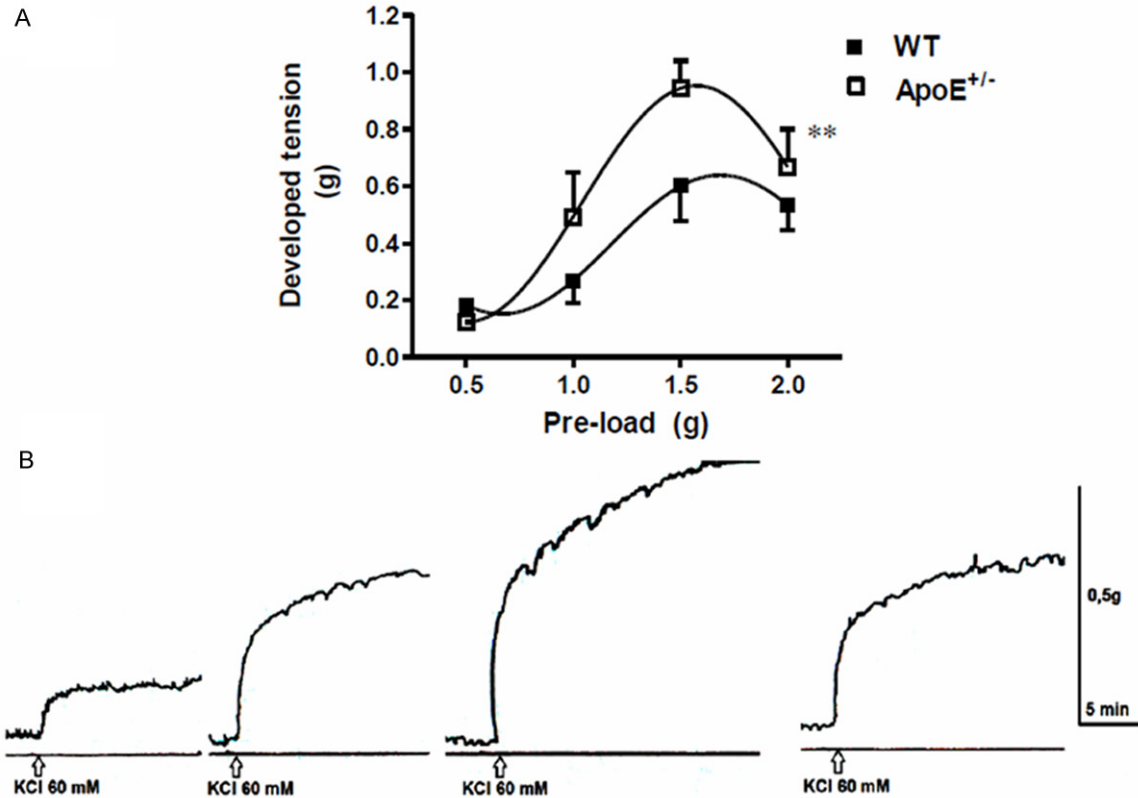 A
1.2
1.0
0.8
0.6
0.4
0.2
0.0
Developed tension
(g)
WT
ApoE+/-
**
0.5 1.0 1.5 2.0
Pre-load (g)
B
0,5g
5 min
KCl 60 mM KCl 60 mM KCl 60 mM KCl 60 mM